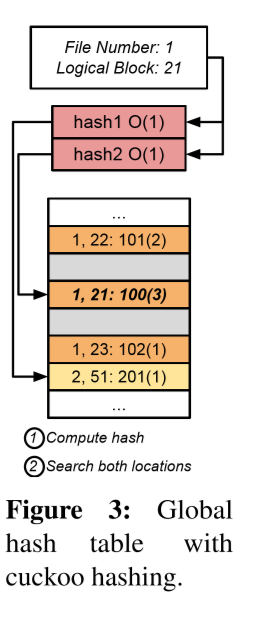 File Number: 1
Logical Block: 21
hash1 O(1)
hash2 O(1)
...
1, 22: 101(2)
1, 21: 100(3)
1, 23: 102(1)
2, 51: 201(1)
...
1 Compute hash
2 Search both locations
Figure 3: Global
hash table with
cuckoo hashing.